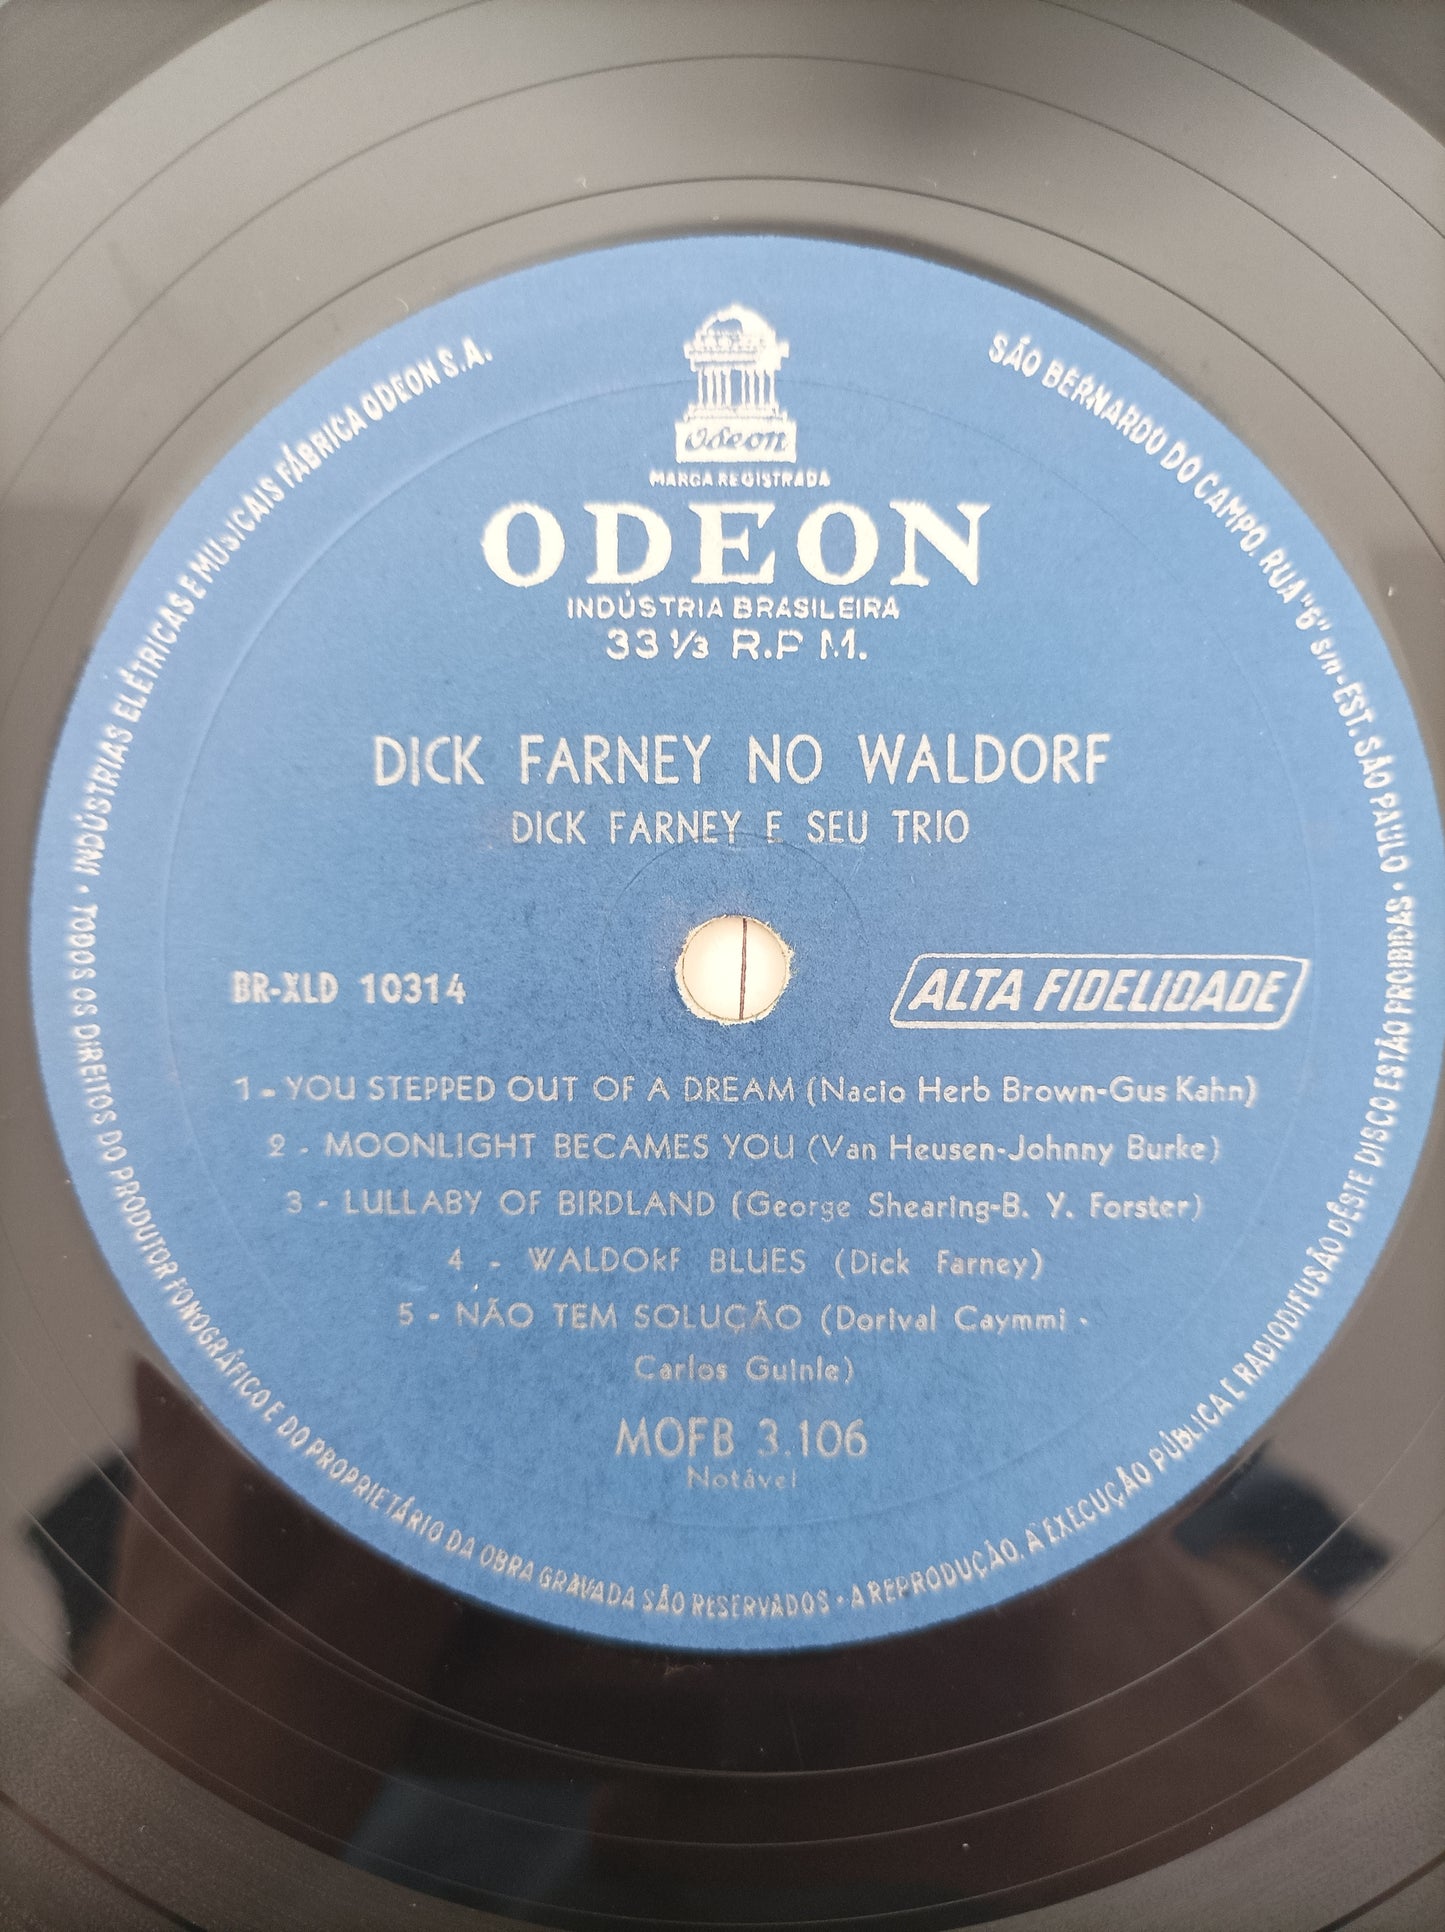 Odeon
MARCA REGISTRADA
ODEON
INDÚSTRIA BRASILEIRA
33 1/3 R.P.M.
DICK FARNEY NO WALDORF
DICK FARNEY E SEU TRIO
BR-XLD 10314
ALTA FIDELIDADE
1 - YOU STEPPED OUT OF A DREAM (Nacio Herb Brown-Gus Kahn)
2 - MOONLIGHT BECAMES YOU (Van Heusen-Johnny Burke)
3 - LULLABY OF BIRDLAND (George Shearing-B. Y. Forster)
4 - WALDORF BLUES (Dick Farney)
5 - NÃO TEM SOLUÇÃO (Dorival Caymmi -
Carlos Guinle)
MOFB 3.106
Notável
TODOS OS DIREITOS DO PRODUTOR FONOGRÁFICO E DO PROPRIETÁRIO DA OBRA GRAVADA SÃO RESERVADOS - A REPRODUÇÃO, A EXECUÇÃO PÚBLICA E RADIODIFUSÃO DÊSTE DISCO ESTÃO PROIBIDAS •
INDÚSTRIAS ELÉTRICAS E MUSICAIS FÁBRICA ODEON S.A.
SÃO BERNARDO DO CAMPO, RUA "6" s/n - EST. SÃO PAULO •